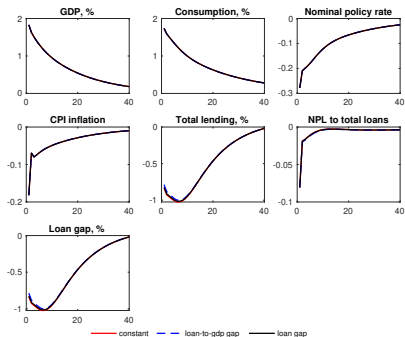 GDP, %
2
1
0
0 20 40
Consumption, %
2
1
0
0 20 40
Nominal policy rate
0
-0.1
-0.2
-0.3
0 20 40
CPI inflation
0
-0.1
-0.2
0 20 40
Total lending, %
0
-0.5
-1
0 20 40
NPL to total loans
0
-0.05
-0.1
0 20 40
Loan gap, %
0
-0.5
-1
0 20 40
constant loan-to-gdp gap loan gap